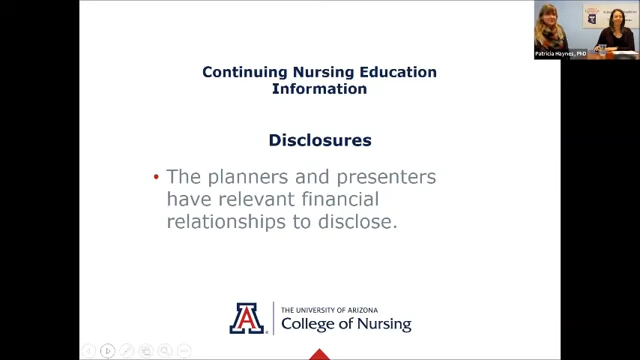 Continuing Nursing Education
Information
Disclosures
• The planners and presenters
have relevant financial
relationships to disclose.
A
THE UNIVERSITY OF ARIZONA
College of Nursing
Patricia Haynes, PhD